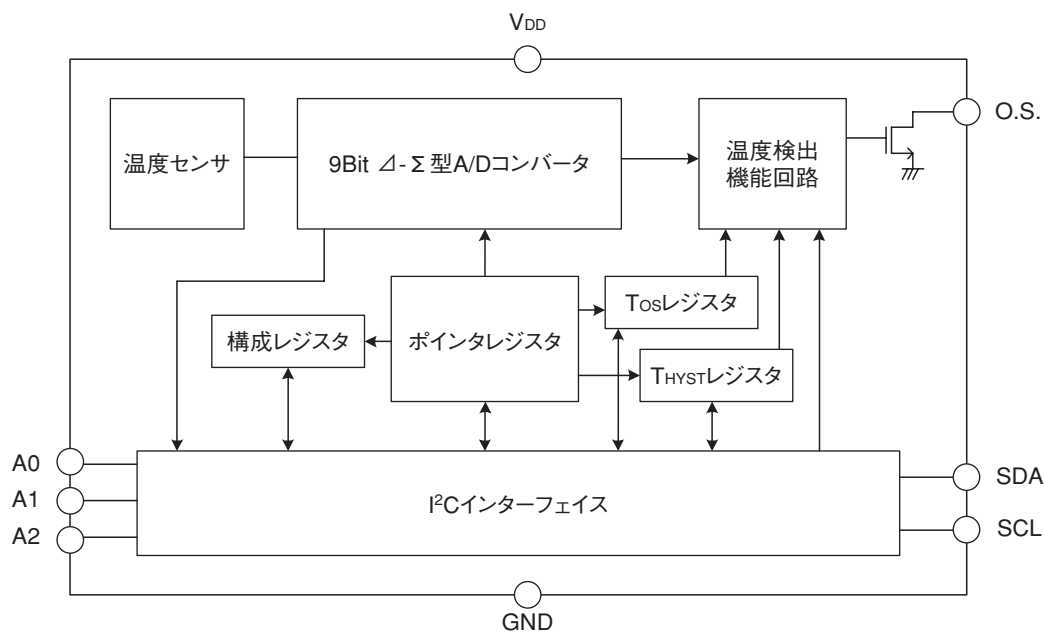 VDD
O.S.
温度センサ
9Bit ⊿-Σ型A/Dコンバータ
温度検出
機能回路
TOSレジスタ
構成レジスタ
ポインタレジスタ
THYSTレジスタ
A0
A1
A2
I²Cインターフェイス
SDA
SCL
GND